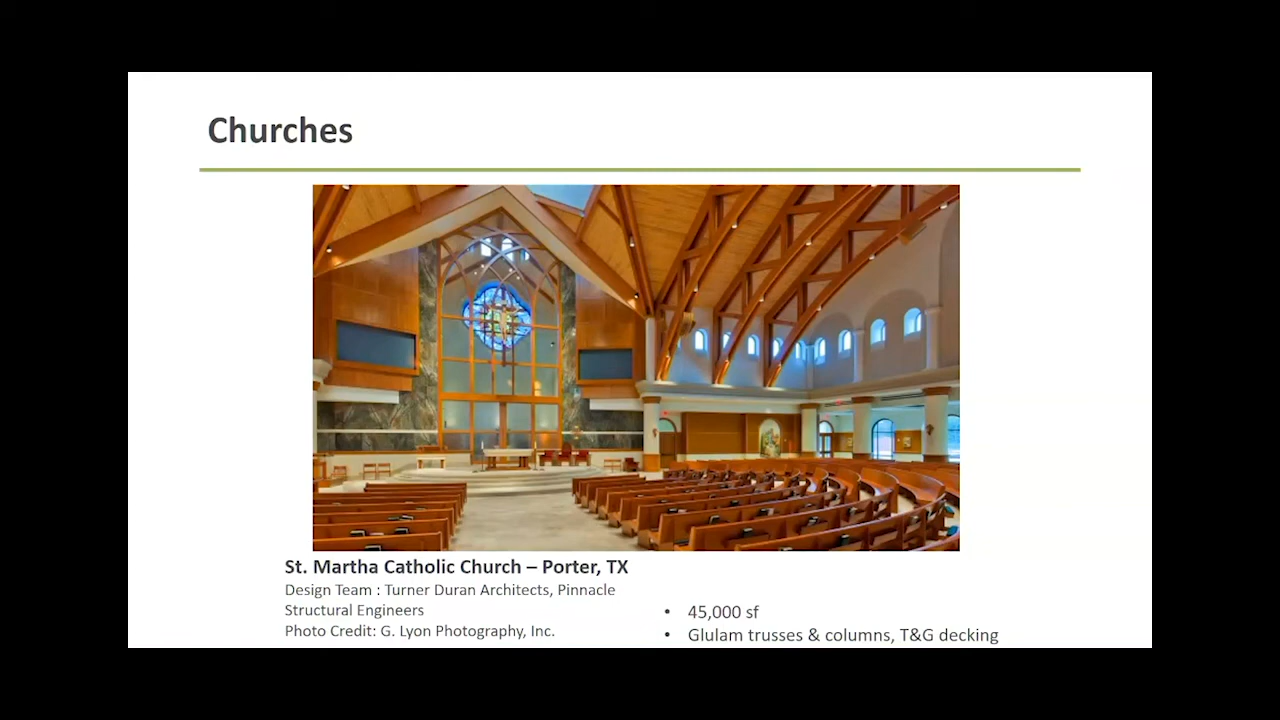 Churches
St. Martha Catholic Church – Porter, TX
Design Team : Turner Duran Architects, Pinnacle
Structural Engineers
Photo Credit: G. Lyon Photography, Inc.
• 45,000 sf
• Glulam trusses & columns, T&G decking